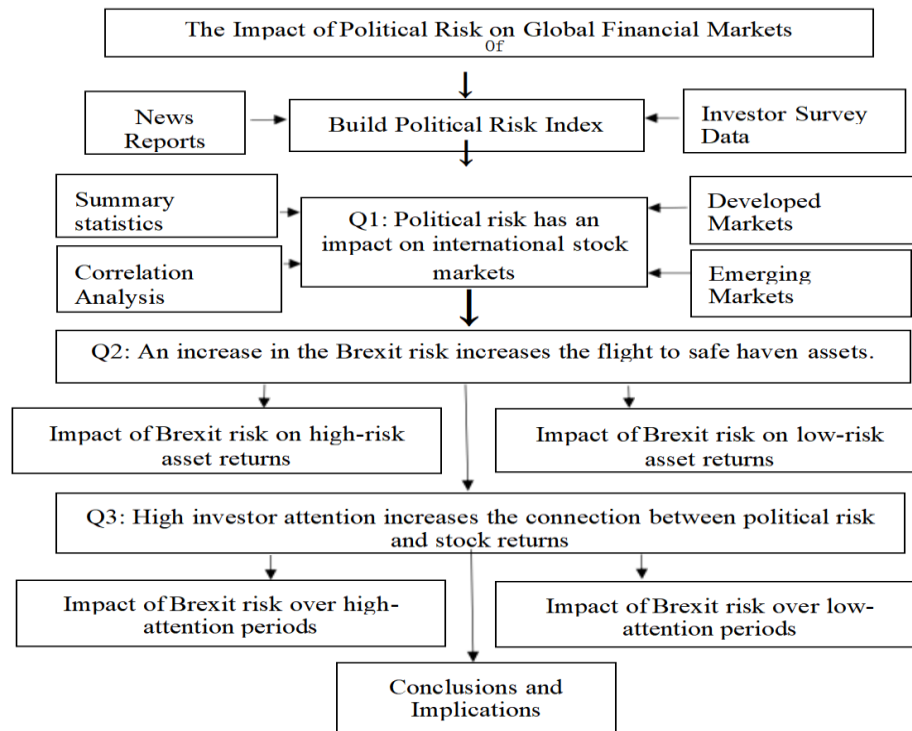 The Impact of Political Risk on Global Financial Markets
Of
News
Reports
Build Political Risk Index
Investor Survey
Data
Summary
statistics
Q1: Political risk has an
impact on international stock
markets
Developed
Markets
Correlation
Analysis
Emerging
Markets
Q2: An increase in the Brexit risk increases the flight to safe haven assets.
Impact of Brexit risk on high-risk
asset returns
Impact of Brexit risk on low-risk
asset returns
Q3: High investor attention increases the connection between political risk
and stock returns
Impact of Brexit risk over high-
attention periods
Impact of Brexit risk over low-
attention periods
Conclusions and
Implications